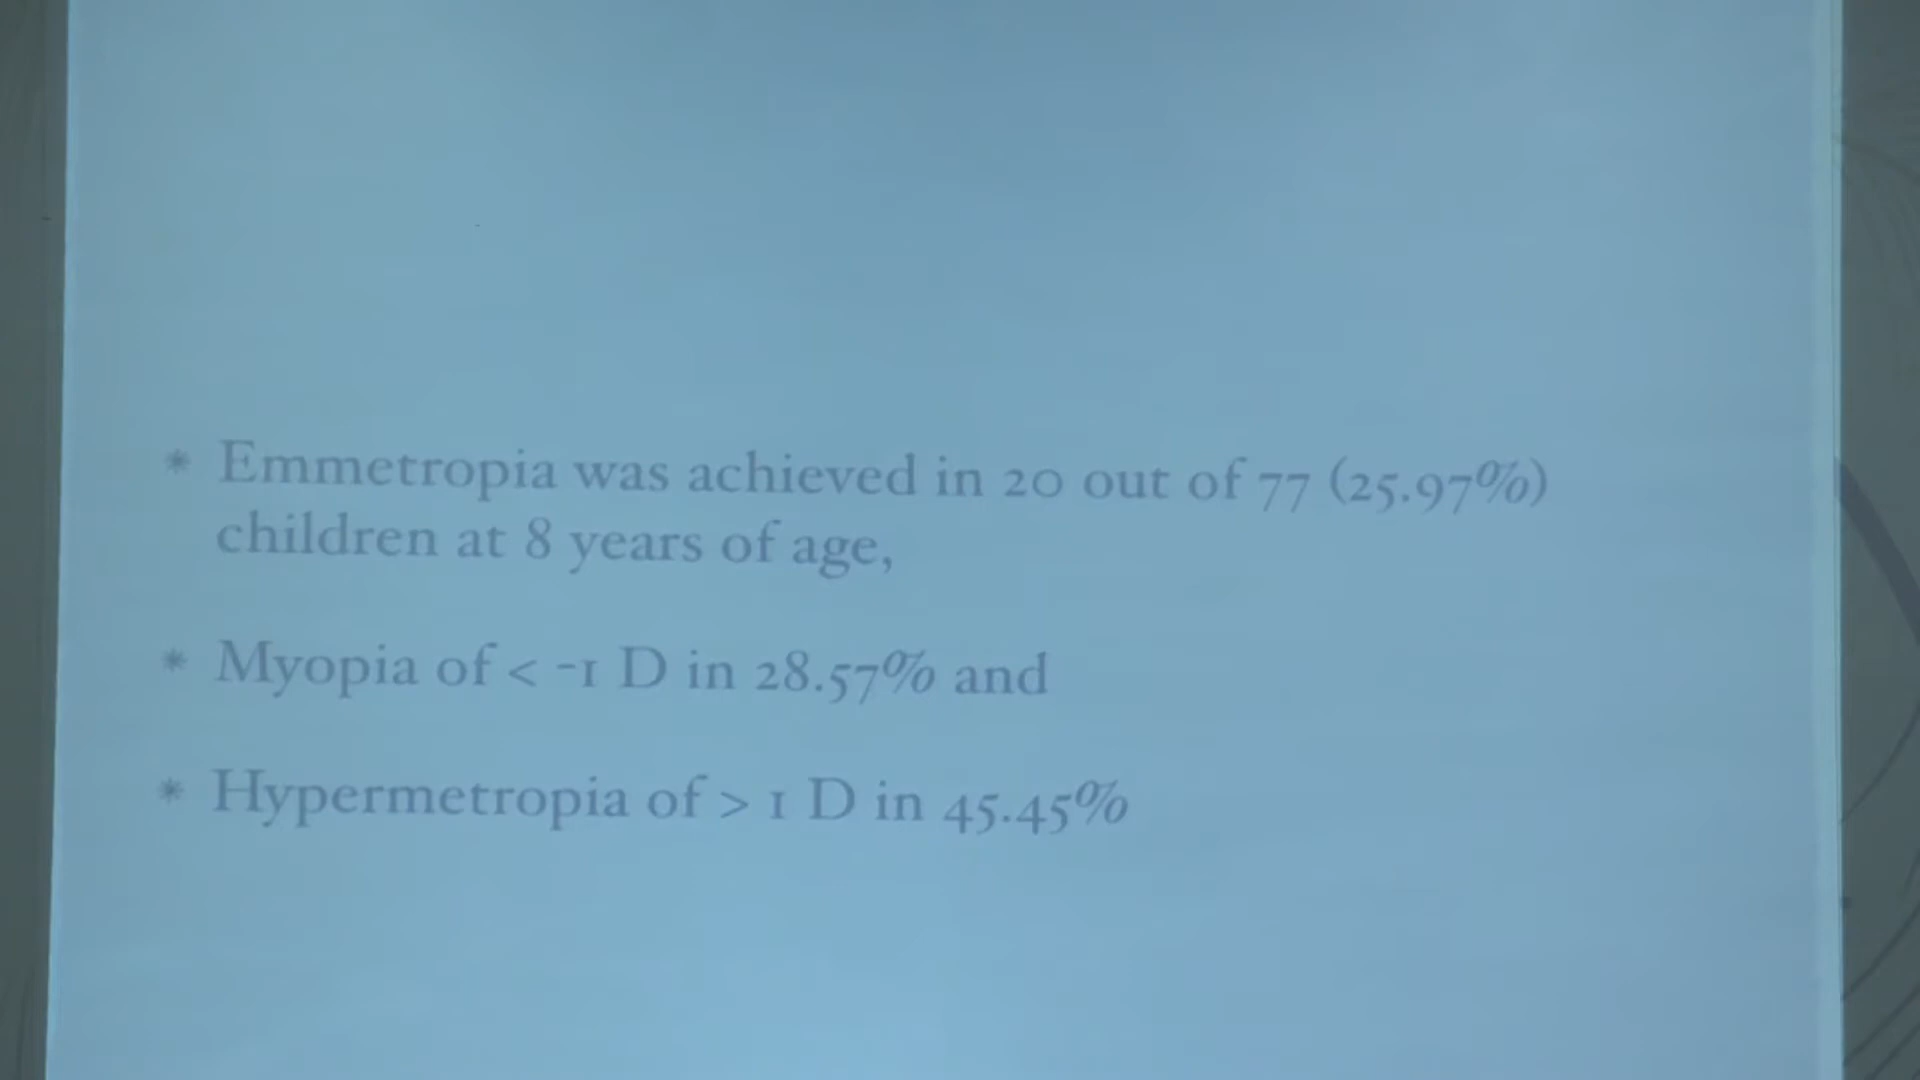 * Emmetropia was achieved in 20 out of 77 (25.97%)
children at 8 years of age,
* Myopia of < -1 D in 28.57% and
* Hypermetropia of > 1 D in 45.45%